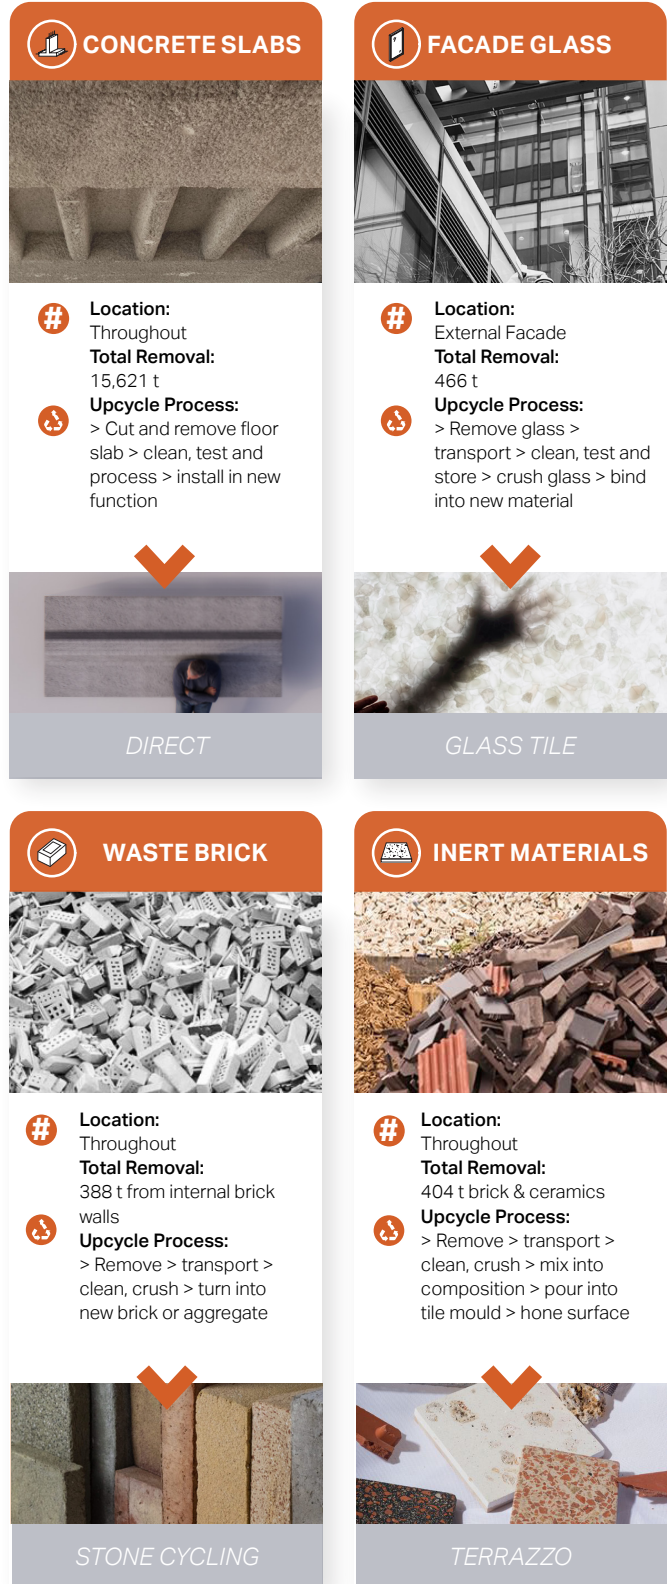 CONCRETE SLABS
#
Location:
Throughout
Total Removal:
15,621 t
Upcycle Process:
> Cut and remove floor
slab > clean, test and
process > install in new
function
DIRECT
FACADE GLASS
#
Location:
External Facade
Total Removal:
466 t
Upcycle Process:
> Remove glass >
transport > clean, test and
store > crush glass > bind
into new material
GLASS TILE
WASTE BRICK
#
Location:
Throughout
Total Removal:
388 t from internal brick
walls
Upcycle Process:
> Remove > transport >
clean, crush > turn into
new brick or aggregate
STONE CYCLING
INERT MATERIALS
#
Location:
Throughout
Total Removal:
404 t brick & ceramics
Upcycle Process:
> Remove > transport >
clean, crush > mix into
composition > pour into
tile mould > hone surface
TERRAZZO